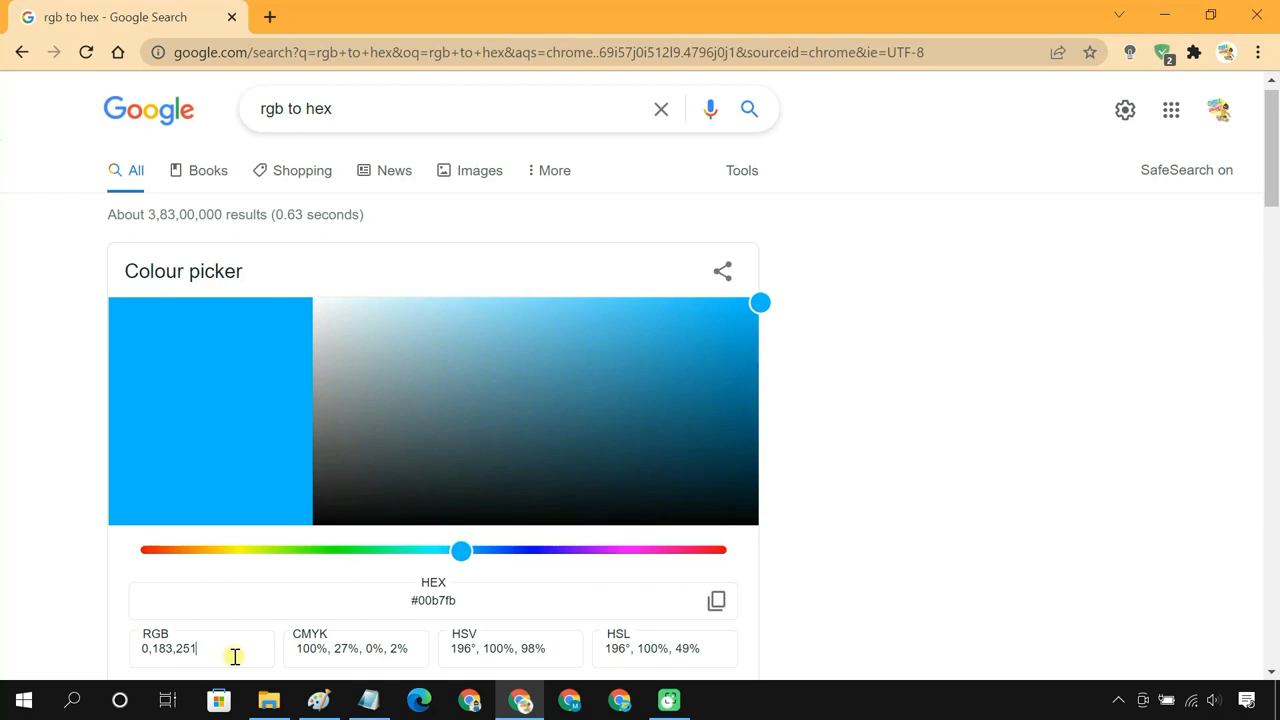 rgb to hex - Google Search
google.com/search?q=rgb+to+hex&oq=rgb+to+hex&aqs=chrome..69i57j0i512l9.4796j0j1&sourceid=chrome&ie=UTF-8
2
Google
rgb to hex
All
Books
Shopping
News
Images
More
Tools
SafeSearch on
About 3,83,00,000 results (0.63 seconds)
Colour picker
HEX
#00b7fb
RGB
0,183,251
CMYK
100%, 27%, 0%, 2%
HSV
196°, 100%, 98%
HSL
196°, 100%, 49%